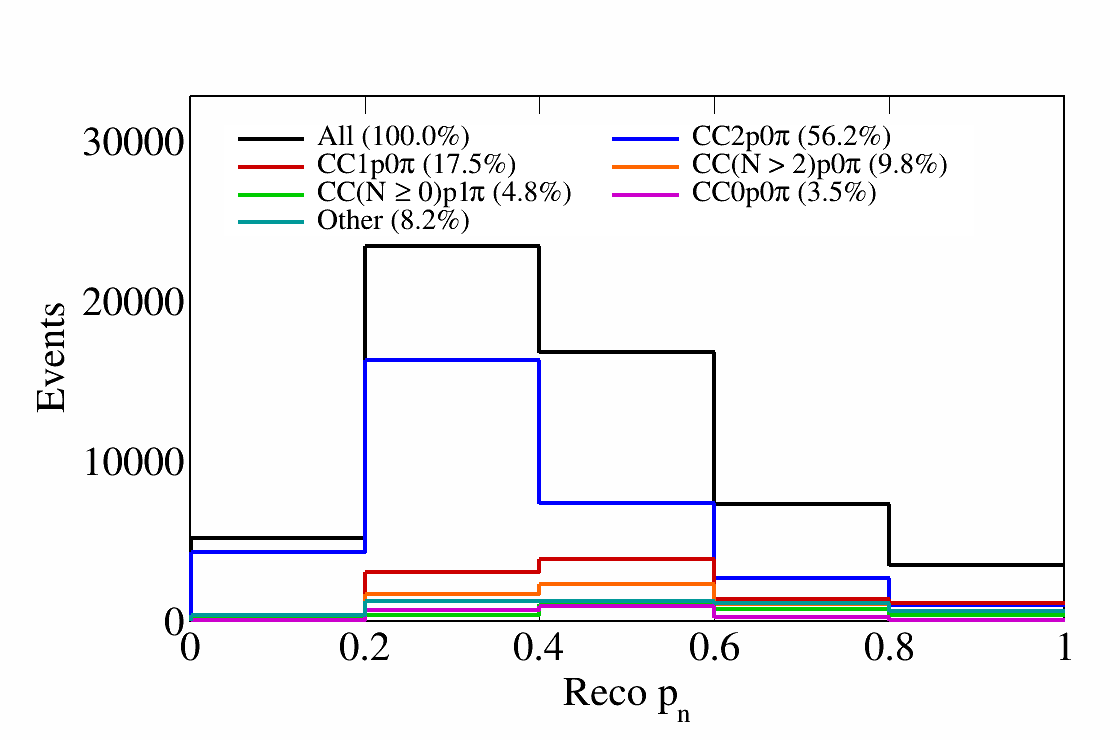 30000
20000
10000
0
Events
All (100.0%)
CC1p0π (17.5%)
CC(N ≥ 0)p1π (4.8%)
Other (8.2%)
CC2p0π (56.2%)
CC(N > 2)p0π (9.8%)
CC0p0π (3.5%)
0 0.2 0.4 0.6 0.8 1
Reco pn